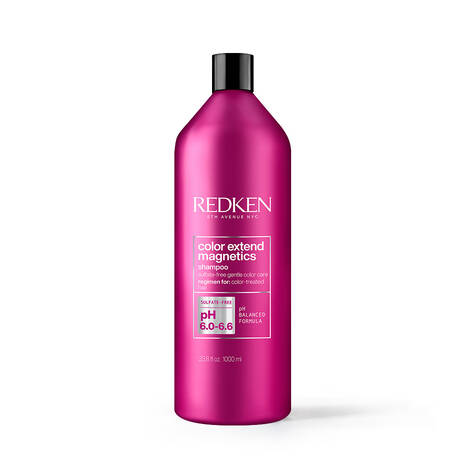 REDKEN
5TH AVENUE NYC
color extend
magnetics
shampoo
sulfate-free gentle color care
regimen for: color-treated
hair
SULFATE-FREE
pH
6.0-6.6
pH
BALANCED
FORMULA
33.8 fl. oz. 1000 ml